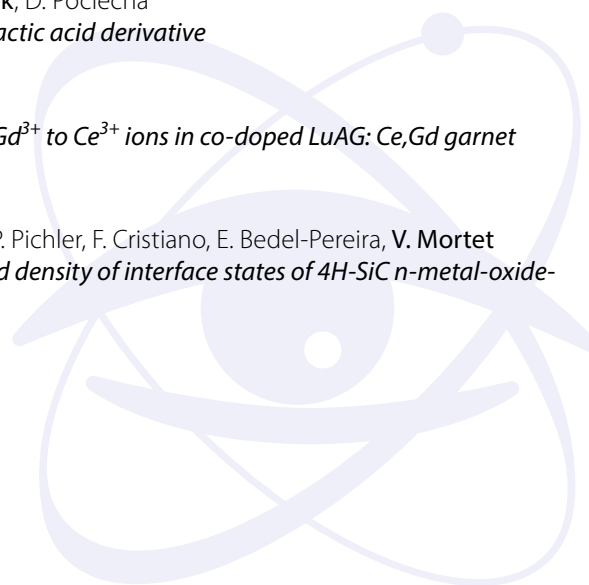 k, D. Pociecha
actic acid derivative
Gd³⁺ to Ce³⁺ ions in co-doped LuAG: Ce,Gd garnet
P. Pichler, F. Cristiano, E. Bedel-Pereira, V. Mortet
d density of interface states of 4H-SiC n-metal-oxide-